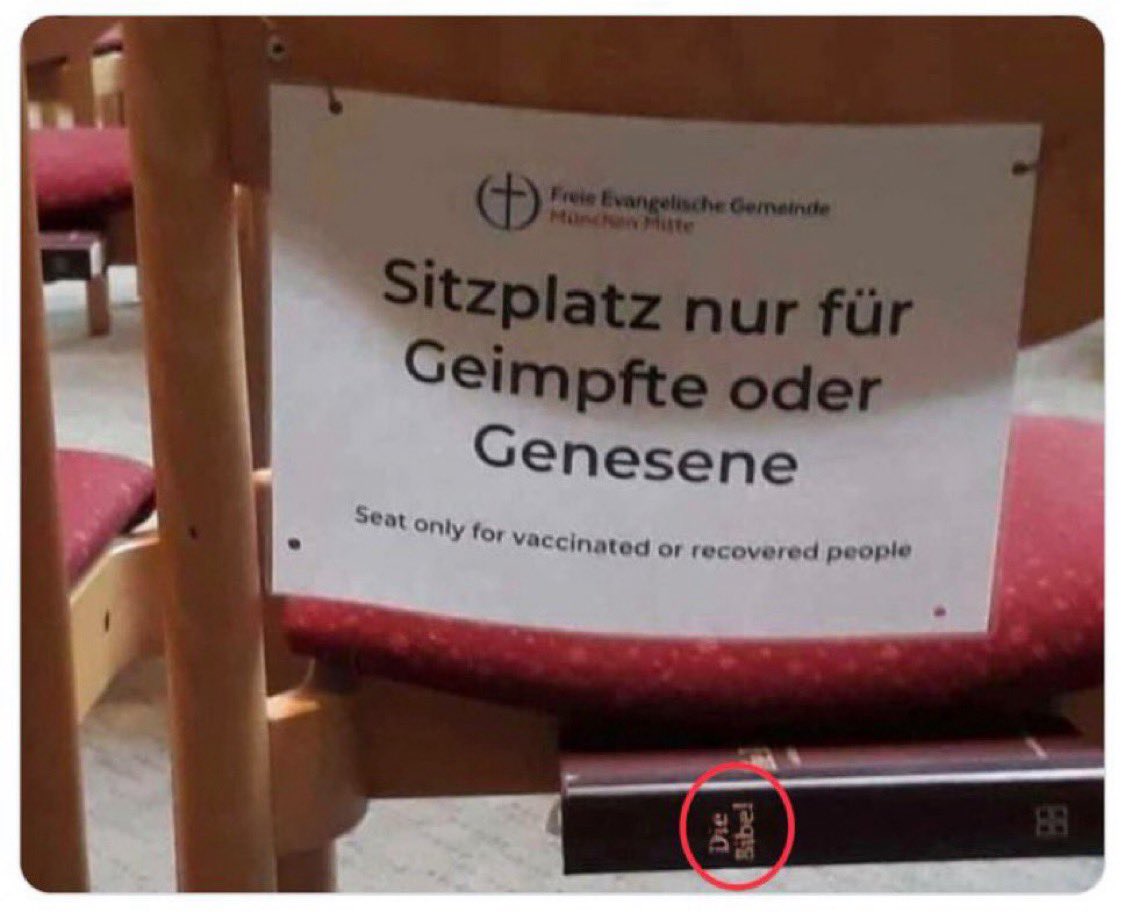 Freie Evangelische Gemeinde
München Mitte
Sitzplatz nur für
Geimpfte oder
Genesene
Seat only for vaccinated or recovered people
Die
Bibel